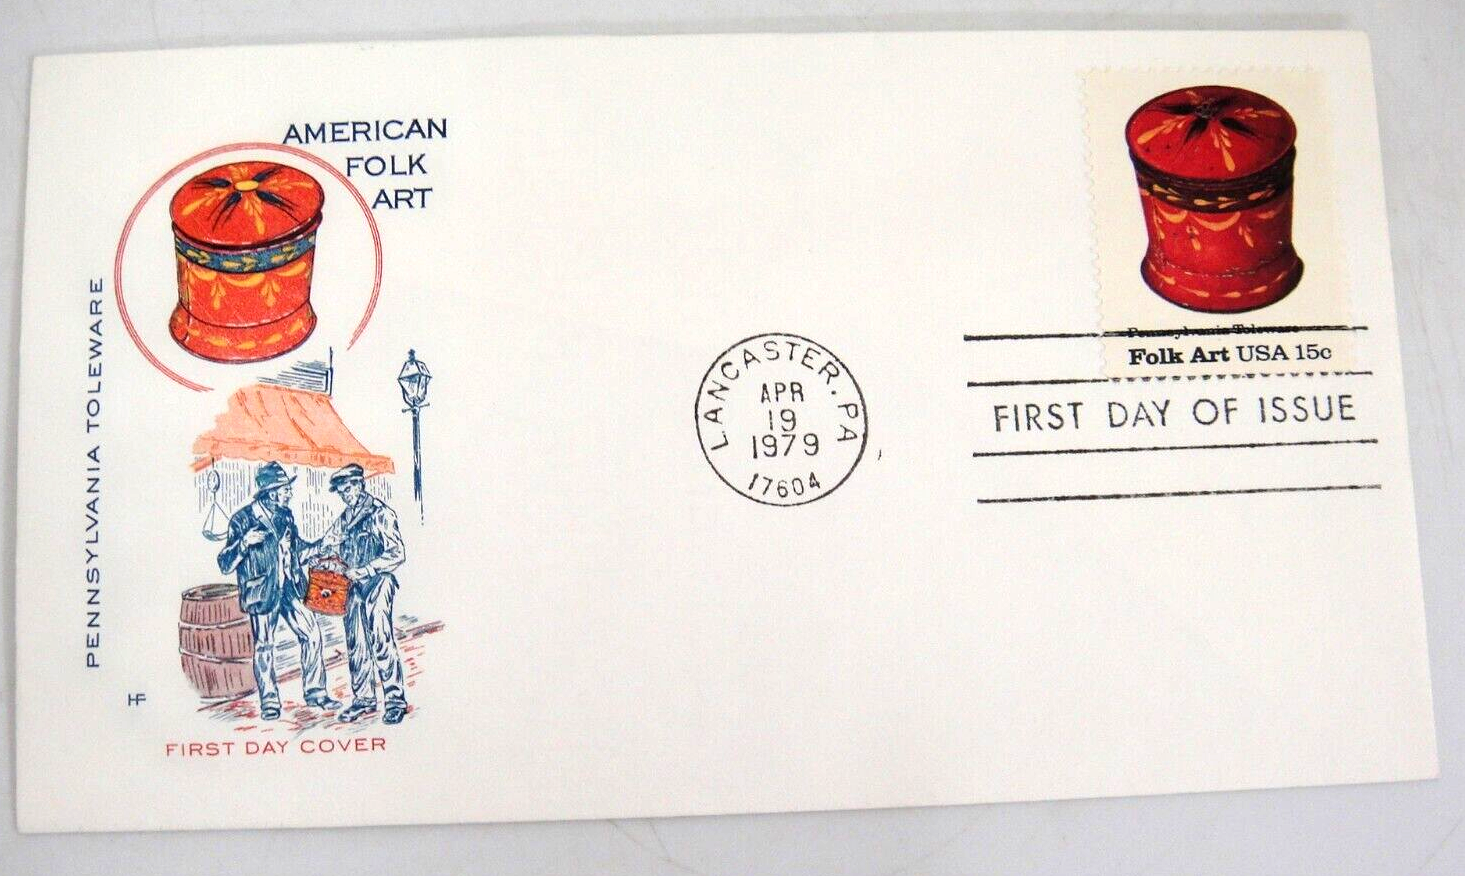 AMERICAN
FOLK
ART
PENNSYLVANIA TOLEWARE
HF
FIRST DAY COVER
LANCASTER, PA
APR
19
1979
17604
Pennsylvania Toleware
Folk Art USA 15c
FIRST DAY OF ISSUE